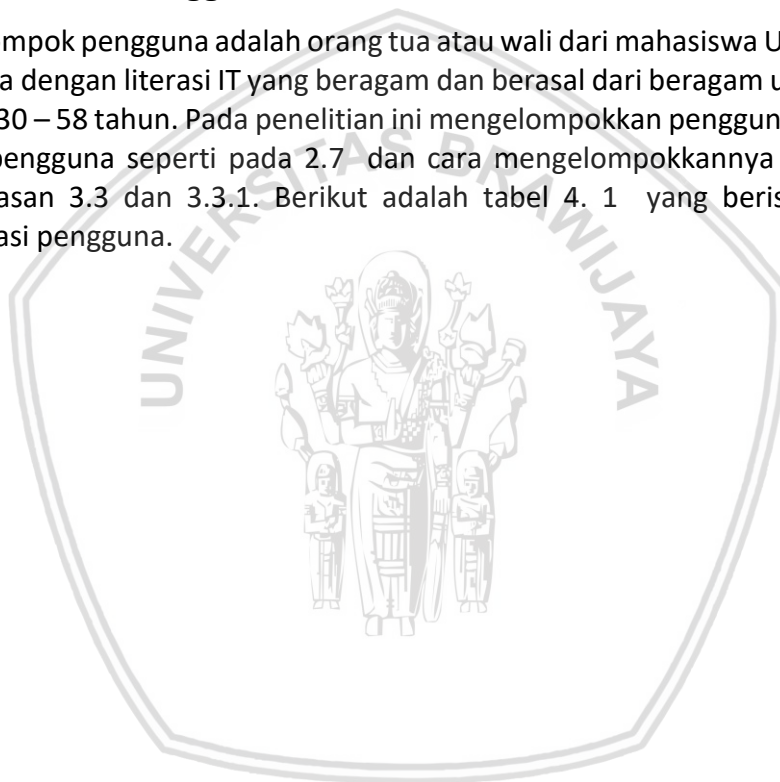 mpok pengguna adalah orang tua atau wali dari mahasiswa U
a dengan literasi IT yang beragam dan berasal dari beragam u
30 – 58 tahun. Pada penelitian ini mengelompokkan penggun
pengguna seperti pada 2.7 dan cara mengelompokkannya
asan 3.3 dan 3.3.1. Berikut adalah tabel 4. 1 yang beris
asi pengguna.
UNIVERSITAS BRAWIJAYA